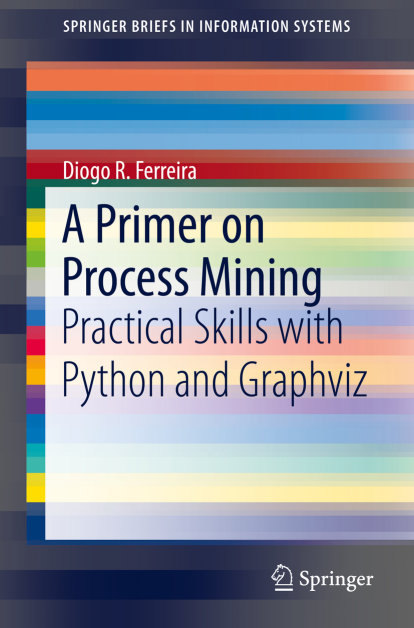 SPRINGER BRIEFS IN INFORMATION SYSTEMS
Diogo R. Ferreira
A Primer on
Process Mining
Practical Skills with
Python and Graphviz
Springer